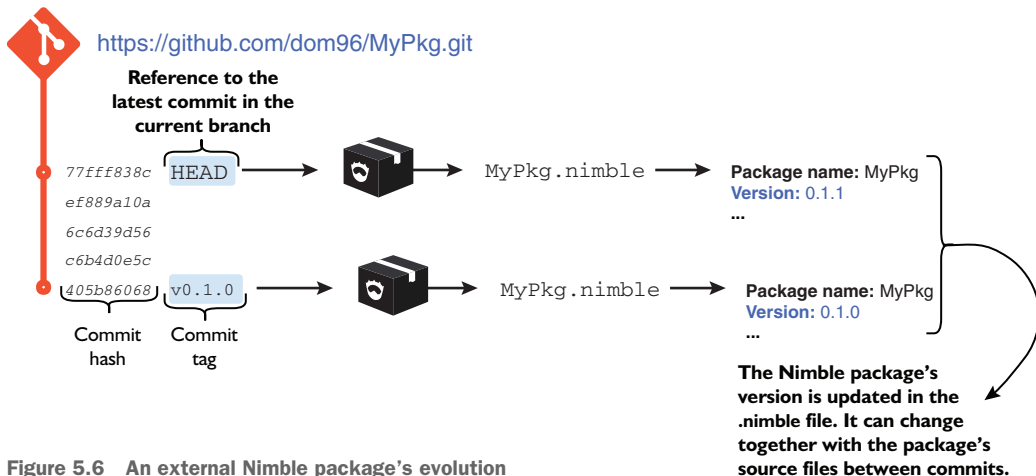 https://github.com/dom96/MyPkg.git
Reference to the
latest commit in the
current branch
77fff838c HEAD MyPkg.nimble
Package name: MyPkg
Version: 0.1.1
...
ef889a10a
6c6d39d56
c6b4d0e5c
405b86068 v0.1.0 MyPkg.nimble
Package name: MyPkg
Version: 0.1.0
...
Commit
hash
Commit
tag
The Nimble package's
version is updated in the
.nimble file. It can change
together with the package's
source files between commits.
Figure 5.6 An external Nimble package's evolution